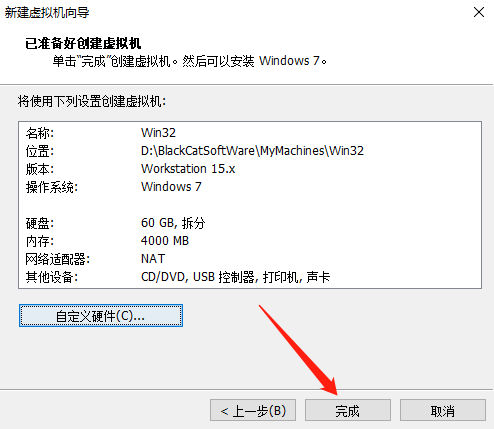 新建虚拟机向导
已准备好创建虚拟机
单击“完成”创建虚拟机。然后可以安装 Windows 7。
将使用下列设置创建虚拟机:
名称: Win32
位置: D:\BlackCatSoftWare\MyMachines\Win32
版本: Workstation 15.x
操作系统: Windows 7
硬盘: 60 GB, 拆分
内存: 4000 MB
网络适配器: NAT
其他设备: CD/DVD, USB 控制器, 打印机, 声卡
自定义硬件(C)...
< 上一步(B) 完成 取消